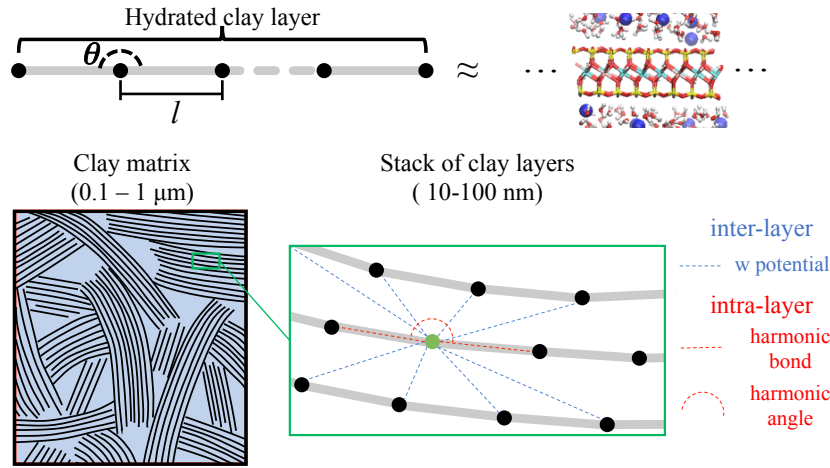 Hydrated clay layer
θ
≈
l
Clay matrix
(0.1 – 1 μm)
Stack of clay layers
( 10-100 nm)
inter-layer
w potential
intra-layer
harmonic
bond
harmonic
angle